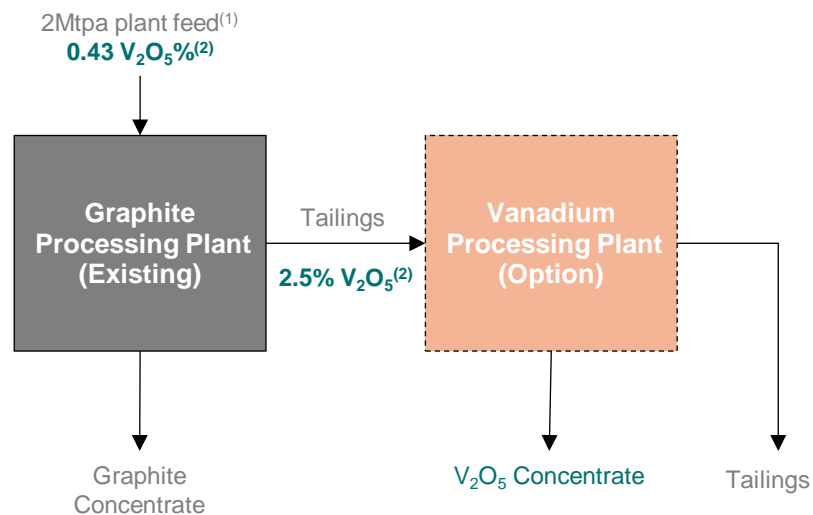 2Mtpa plant feed(1)
0.43 V2O5%(2)
Graphite
Processing Plant
(Existing)
Tailings
2.5% V2O5(2)
Vanadium
Processing Plant
(Option)
Graphite
Concentrate
V2O5 Concentrate
Tailings